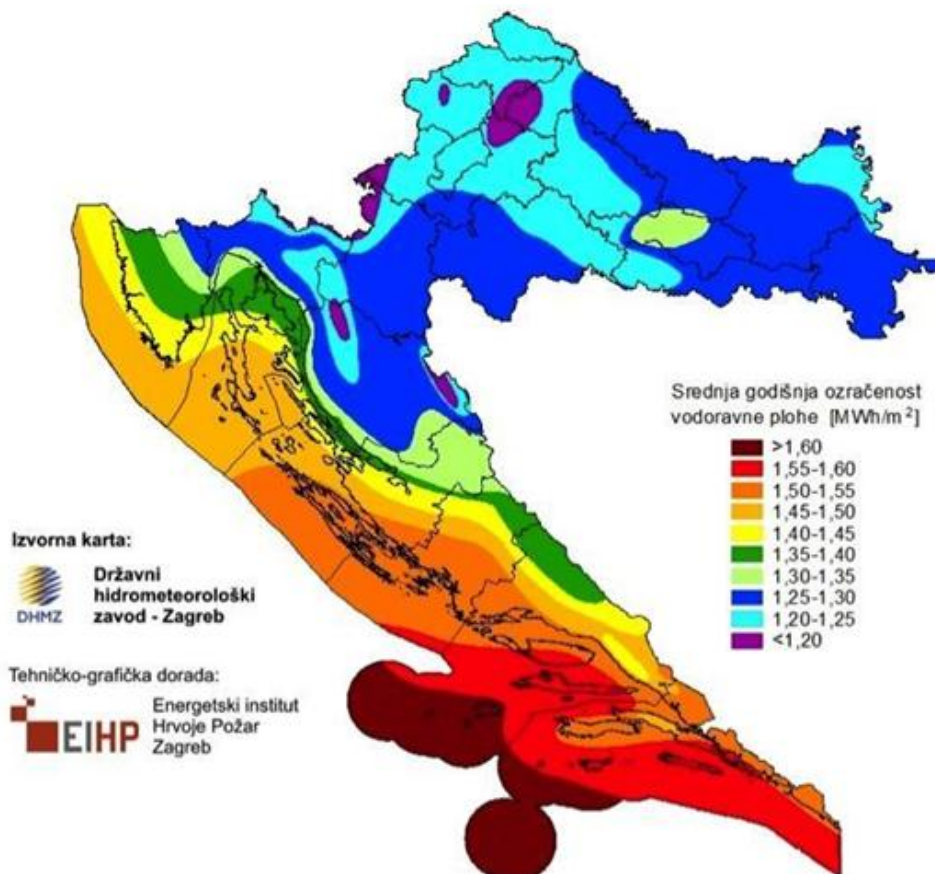 Srednja godišnja ozračenost
vodoravne plohe [MWh/m²]
>1,60
1,55-1,60
1,50-1,55
1,45-1,50
1,40-1,45
1,35-1,40
1,30-1,35
1,25-1,30
1,20-1,25
<1,20
Izvorna karta:
DHMZ
Državni
hidrometeorološki
zavod - Zagreb
Tehničko-grafička dorada:
EIHP
Energetski institut
Hrvoje Požar
Zagreb